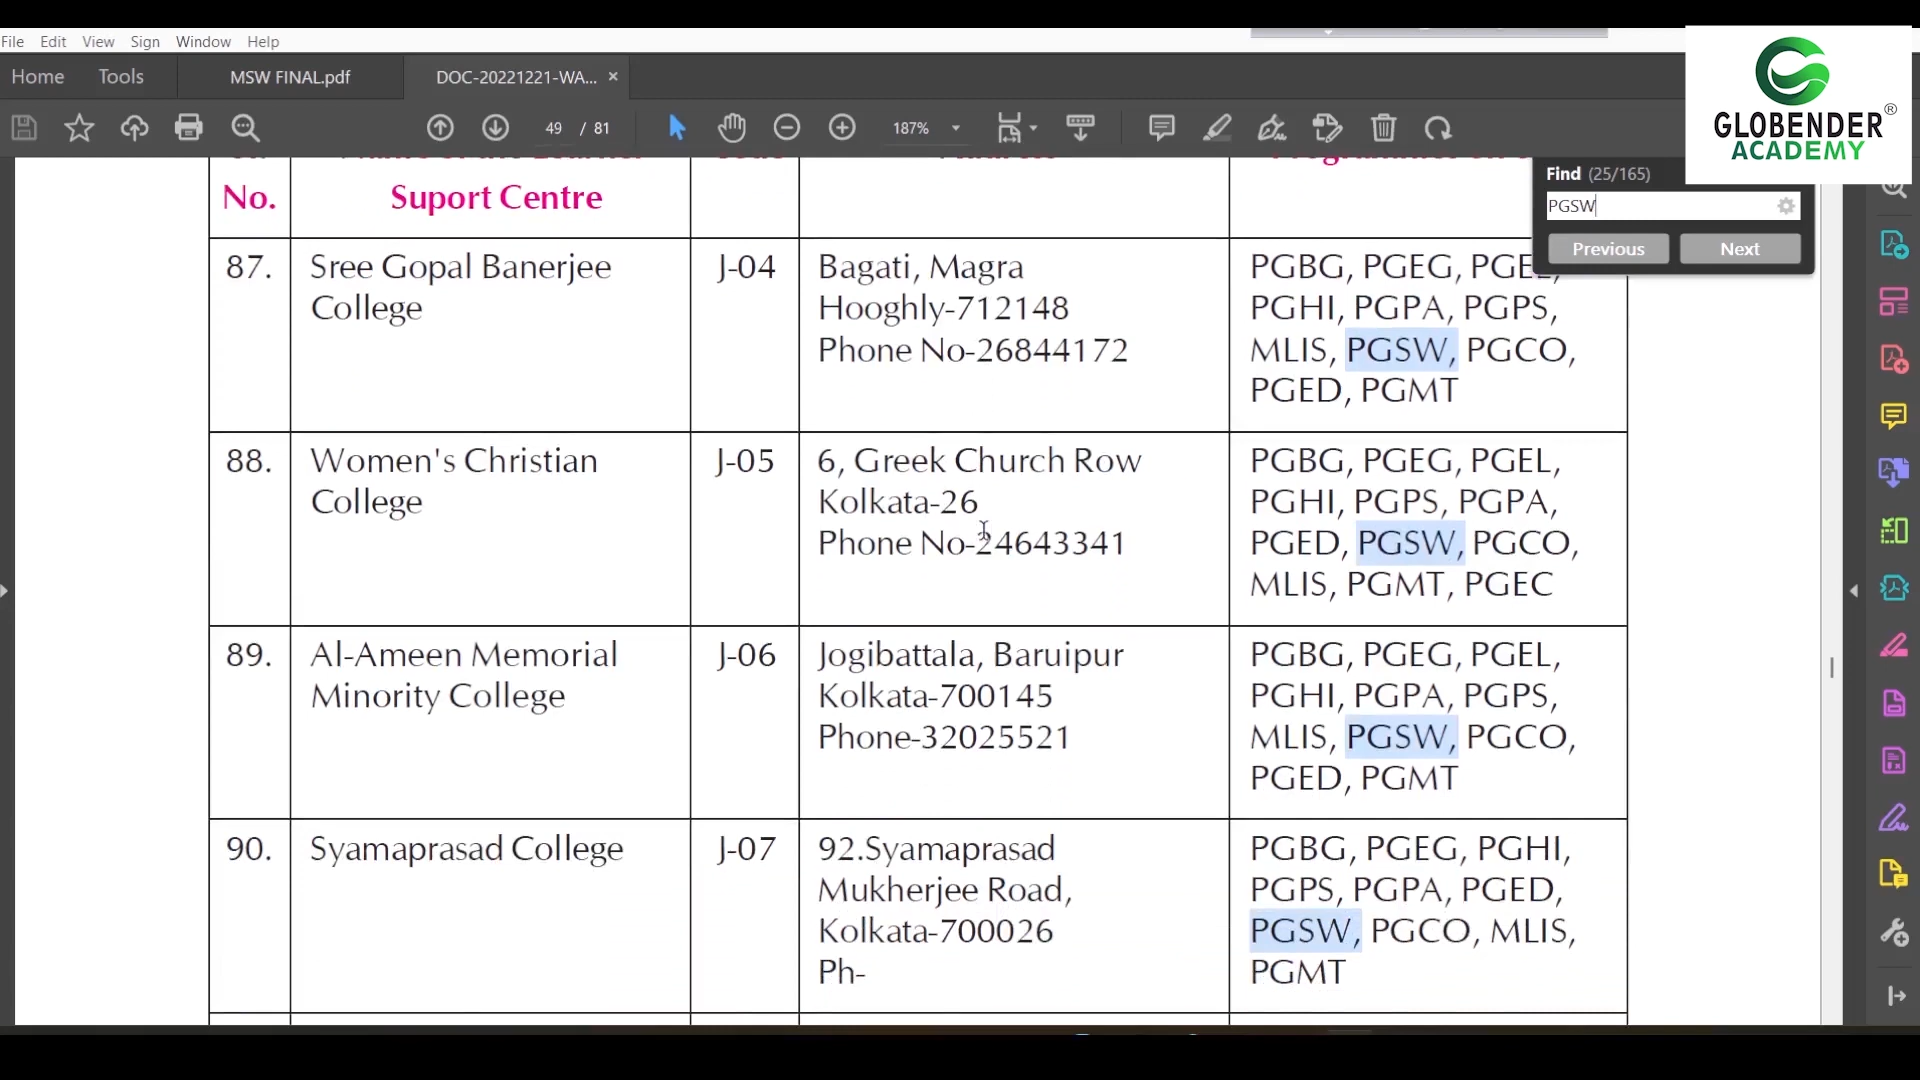 File Edit View Sign Window Help
Home Tools MSW FINAL.pdf DOC-20221221-WA... ×
49 / 81 187%
GLOBENDER®
ACADEMY
Find (25/165)
PGSW
Previous Next
No. Suport Centre
87. Sree Gopal Banerjee College J-04 Bagati, Magra
Hooghly-712148
Phone No-26844172
PGBG, PGEG, PGEL,
PGHI, PGPA, PGPS,
MLIS, PGSW, PGCO,
PGED, PGMT
88. Women's Christian College J-05 6, Greek Church Row
Kolkata-26
Phone No-24643341
PGBG, PGEG, PGEL,
PGHI, PGPS, PGPA,
PGED, PGSW, PGCO,
MLIS, PGMT, PGEC
89. Al-Ameen Memorial Minority College J-06 Jogibattala, Baruipur
Kolkata-700145
Phone-32025521
PGBG, PGEG, PGEL,
PGHI, PGPA, PGPS,
MLIS, PGSW, PGCO,
PGED, PGMT
90. Syamaprasad College J-07 92.Syamaprasad
Mukherjee Road,
Kolkata-700026
Ph-
PGBG, PGEG, PGHI,
PGPS, PGPA, PGED,
PGSW, PGCO, MLIS,
PGMT